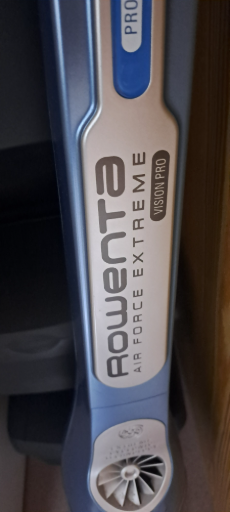 PRO
Rowenta
AIR FORCE EXTREME
VISION PRO